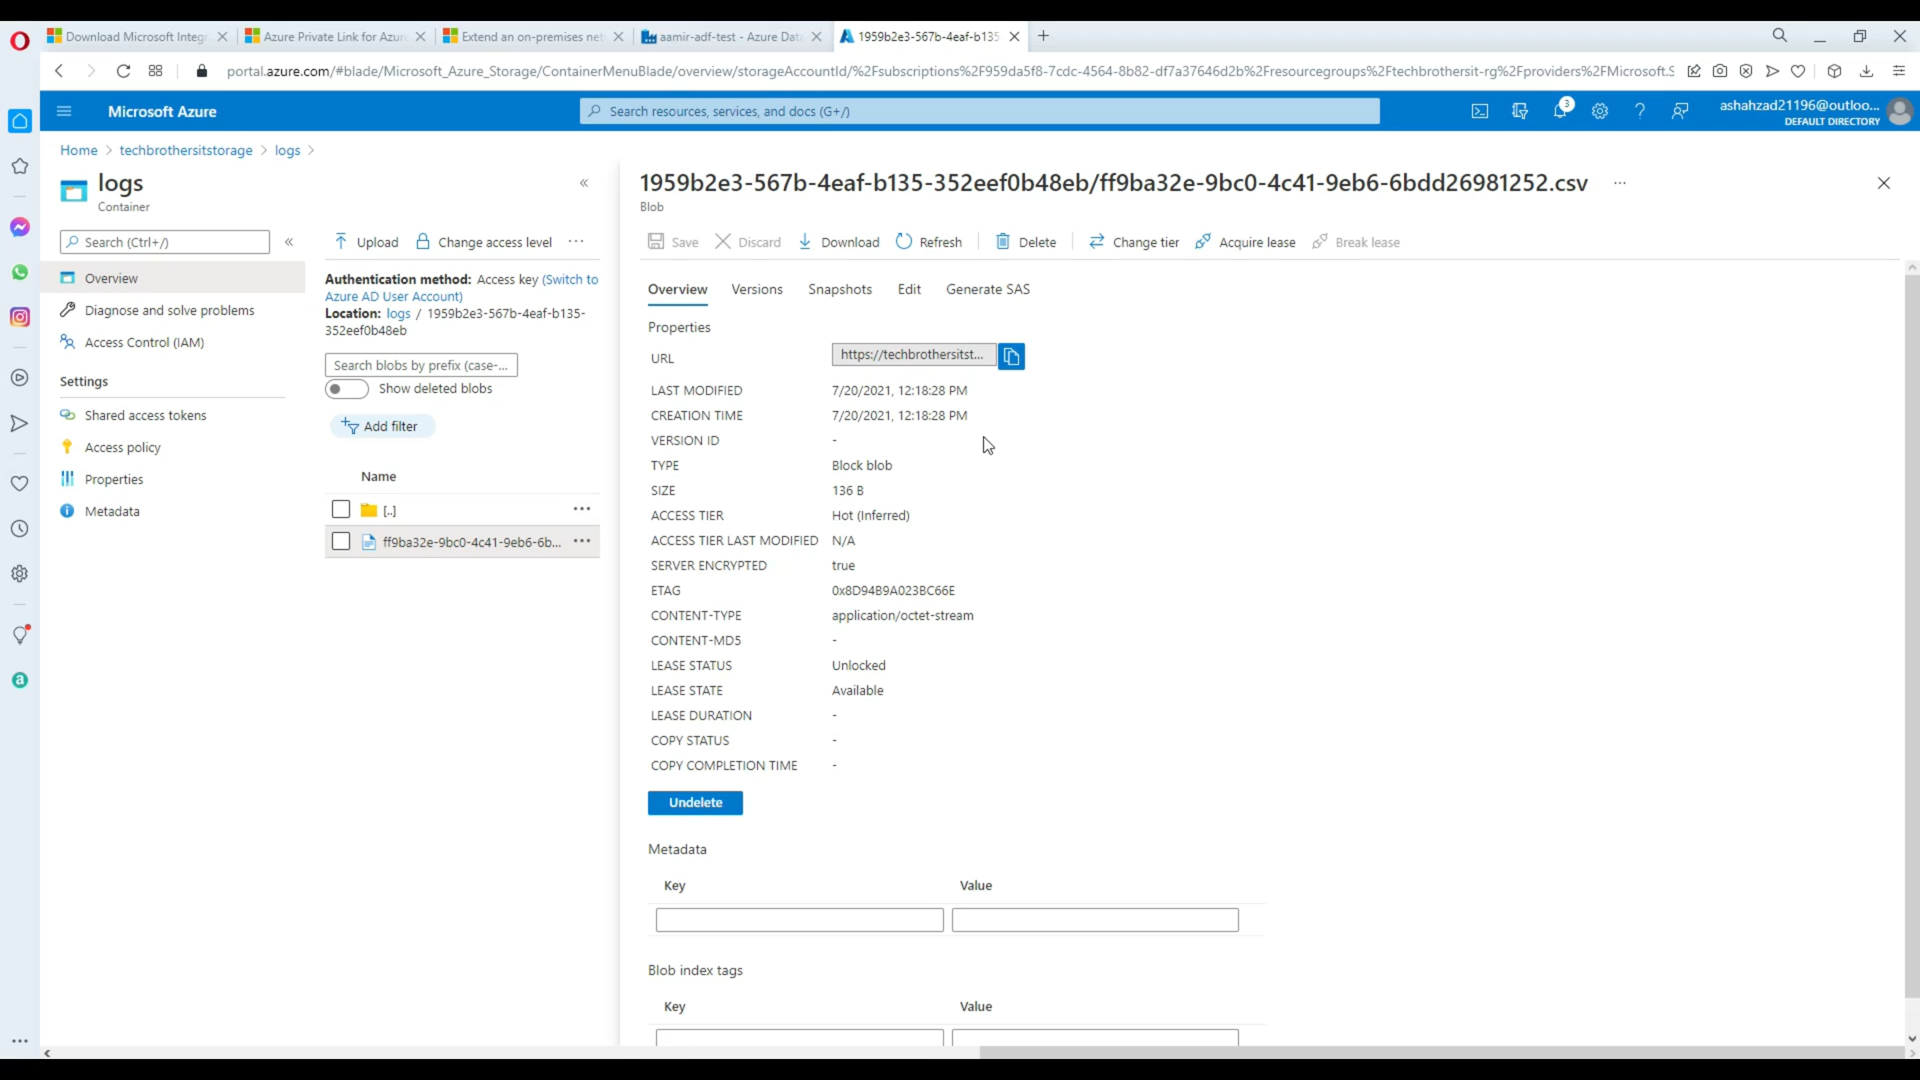 Download Microsoft Integr
Azure Private Link for Azure
Extend an on-premises net
aamir-adf-test - Azure Data
1959b2e3-567b-4eaf-b135
portal.azure.com/#blade/Microsoft_Azure_Storage/ContainerMenuBlade/overview/storageAccountId/%2Fsubscriptions%2F959da5f8-7cdc-4564-8b82-df7a37646d2b%2Fresourcegroups%2Ftechbrothersit-rg%2Fproviders%2FMicrosoft.S
Microsoft Azure
Search resources, services, and docs (G+/)
3
ashahzad21196@outloo...
DEFAULT DIRECTORY
Home > techbrothersitstorage > logs >
logs
Container
Search (Ctrl+/)
Overview
Diagnose and solve problems
Access Control (IAM)
Settings
Shared access tokens
Access policy
Properties
Metadata
Upload
Change access level
Authentication method: Access key (Switch to
Azure AD User Account)
Location: logs / 1959b2e3-567b-4eaf-b135-
352eef0b48eb
Search blobs by prefix (case-...
Show deleted blobs
Add filter
Name
[..]
ff9ba32e-9bc0-4c41-9eb6-6b...
1959b2e3-567b-4eaf-b135-352eef0b48eb/ff9ba32e-9bc0-4c41-9eb6-6bdd26981252.csv ...
Blob
Save
Discard
Download
Refresh
Delete
Change tier
Acquire lease
Break lease
Overview
Versions
Snapshots
Edit
Generate SAS
Properties
URL https://techbrothersitst...
LAST MODIFIED 7/20/2021, 12:18:28 PM
CREATION TIME 7/20/2021, 12:18:28 PM
VERSION ID -
TYPE Block blob
SIZE 136 B
ACCESS TIER Hot (Inferred)
ACCESS TIER LAST MODIFIED N/A
SERVER ENCRYPTED true
ETAG 0x8D94B9A023BC66E
CONTENT-TYPE application/octet-stream
CONTENT-MD5 -
LEASE STATUS Unlocked
LEASE STATE Available
LEASE DURATION -
COPY STATUS -
COPY COMPLETION TIME -
Undelete
Metadata
Key Value
Blob index tags
Key Value